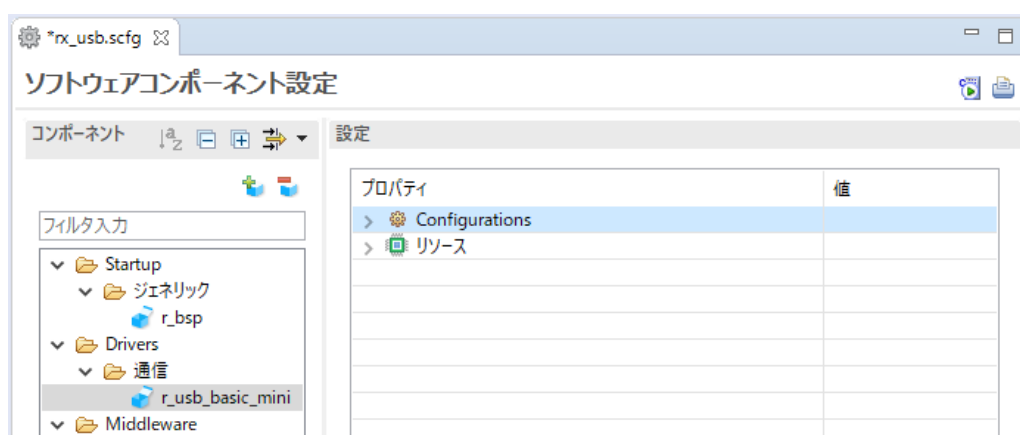 *rx_usb.scfg
ソフトウェアコンポーネント設定
コンポーネント
設定
プロパティ
値
フィルタ入力
Configurations
リソース
Startup
ジェネリック
r_bsp
Drivers
通信
r_usb_basic_mini
Middleware